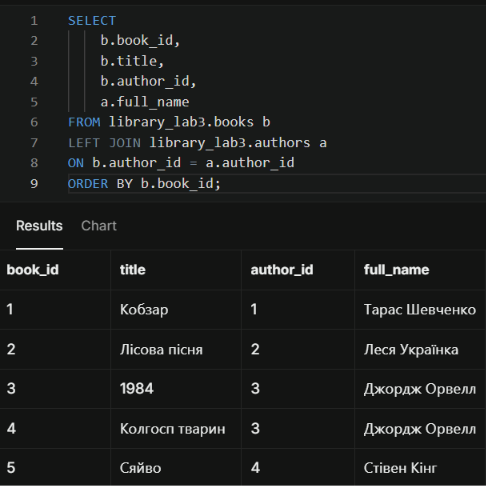 1 SELECT
2 b.book_id,
3 b.title,
4 b.author_id,
5 a.full_name
6 FROM library_lab3.books b
7 LEFT JOIN library_lab3.authors a
8 ON b.author_id = a.author_id
9 ORDER BY b.book_id;
Results Chart
book_id title author_id full_name
1 Кобзар 1 Тарас Шевченко
2 Лісова пісня 2 Леся Українка
3 1984 3 Джордж Орвелл
4 Колгосп тварин 3 Джордж Орвелл
5 Сяйво 4 Стівен Кінг